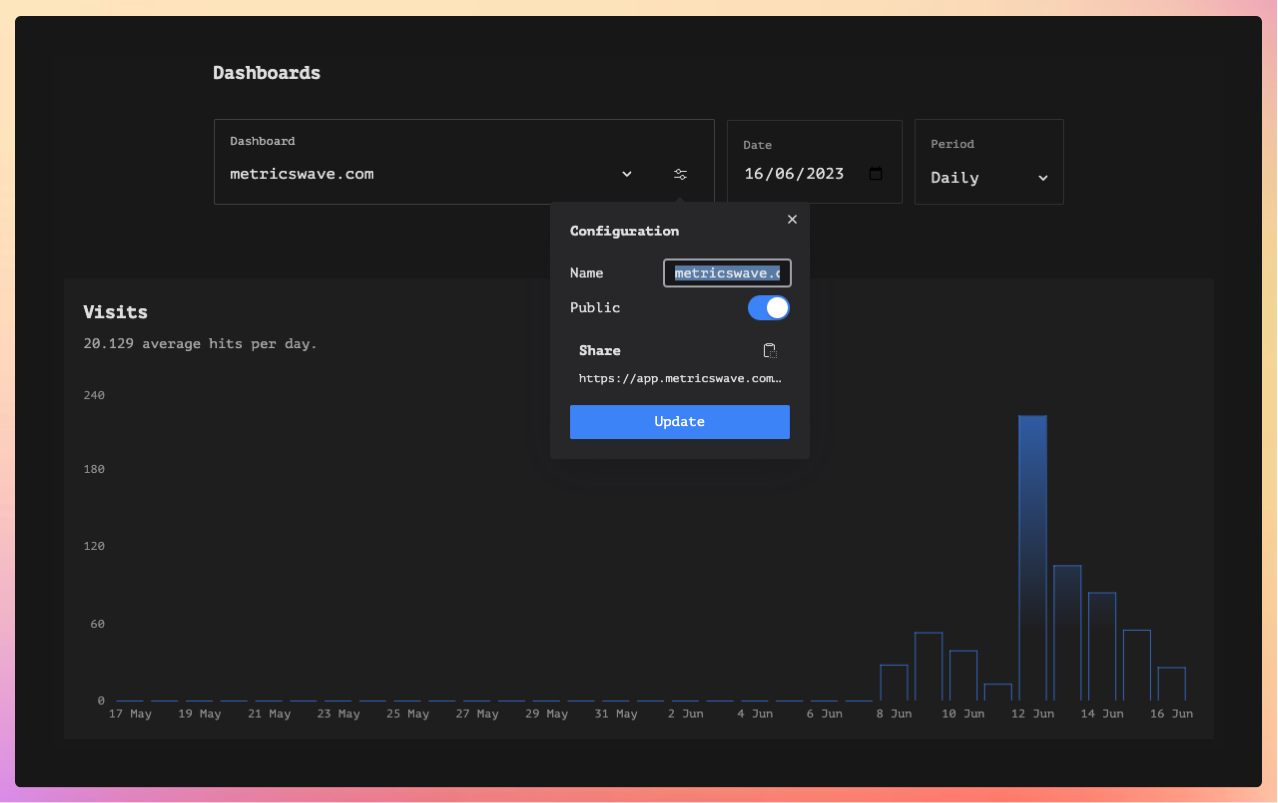 Dashboards
Dashboard
metricswave.com
Date
16/06/2023
Period
Daily
Configuration
Name
metricswave.c
Public
Share
https://app.metricswave.com…
Update
Visits
20.129 average hits per day.
240
180
120
60
0
17 May 19 May 21 May 23 May 25 May 27 May 29 May 31 May 2 Jun 4 Jun 6 Jun 8 Jun 10 Jun 12 Jun 14 Jun 16 Jun